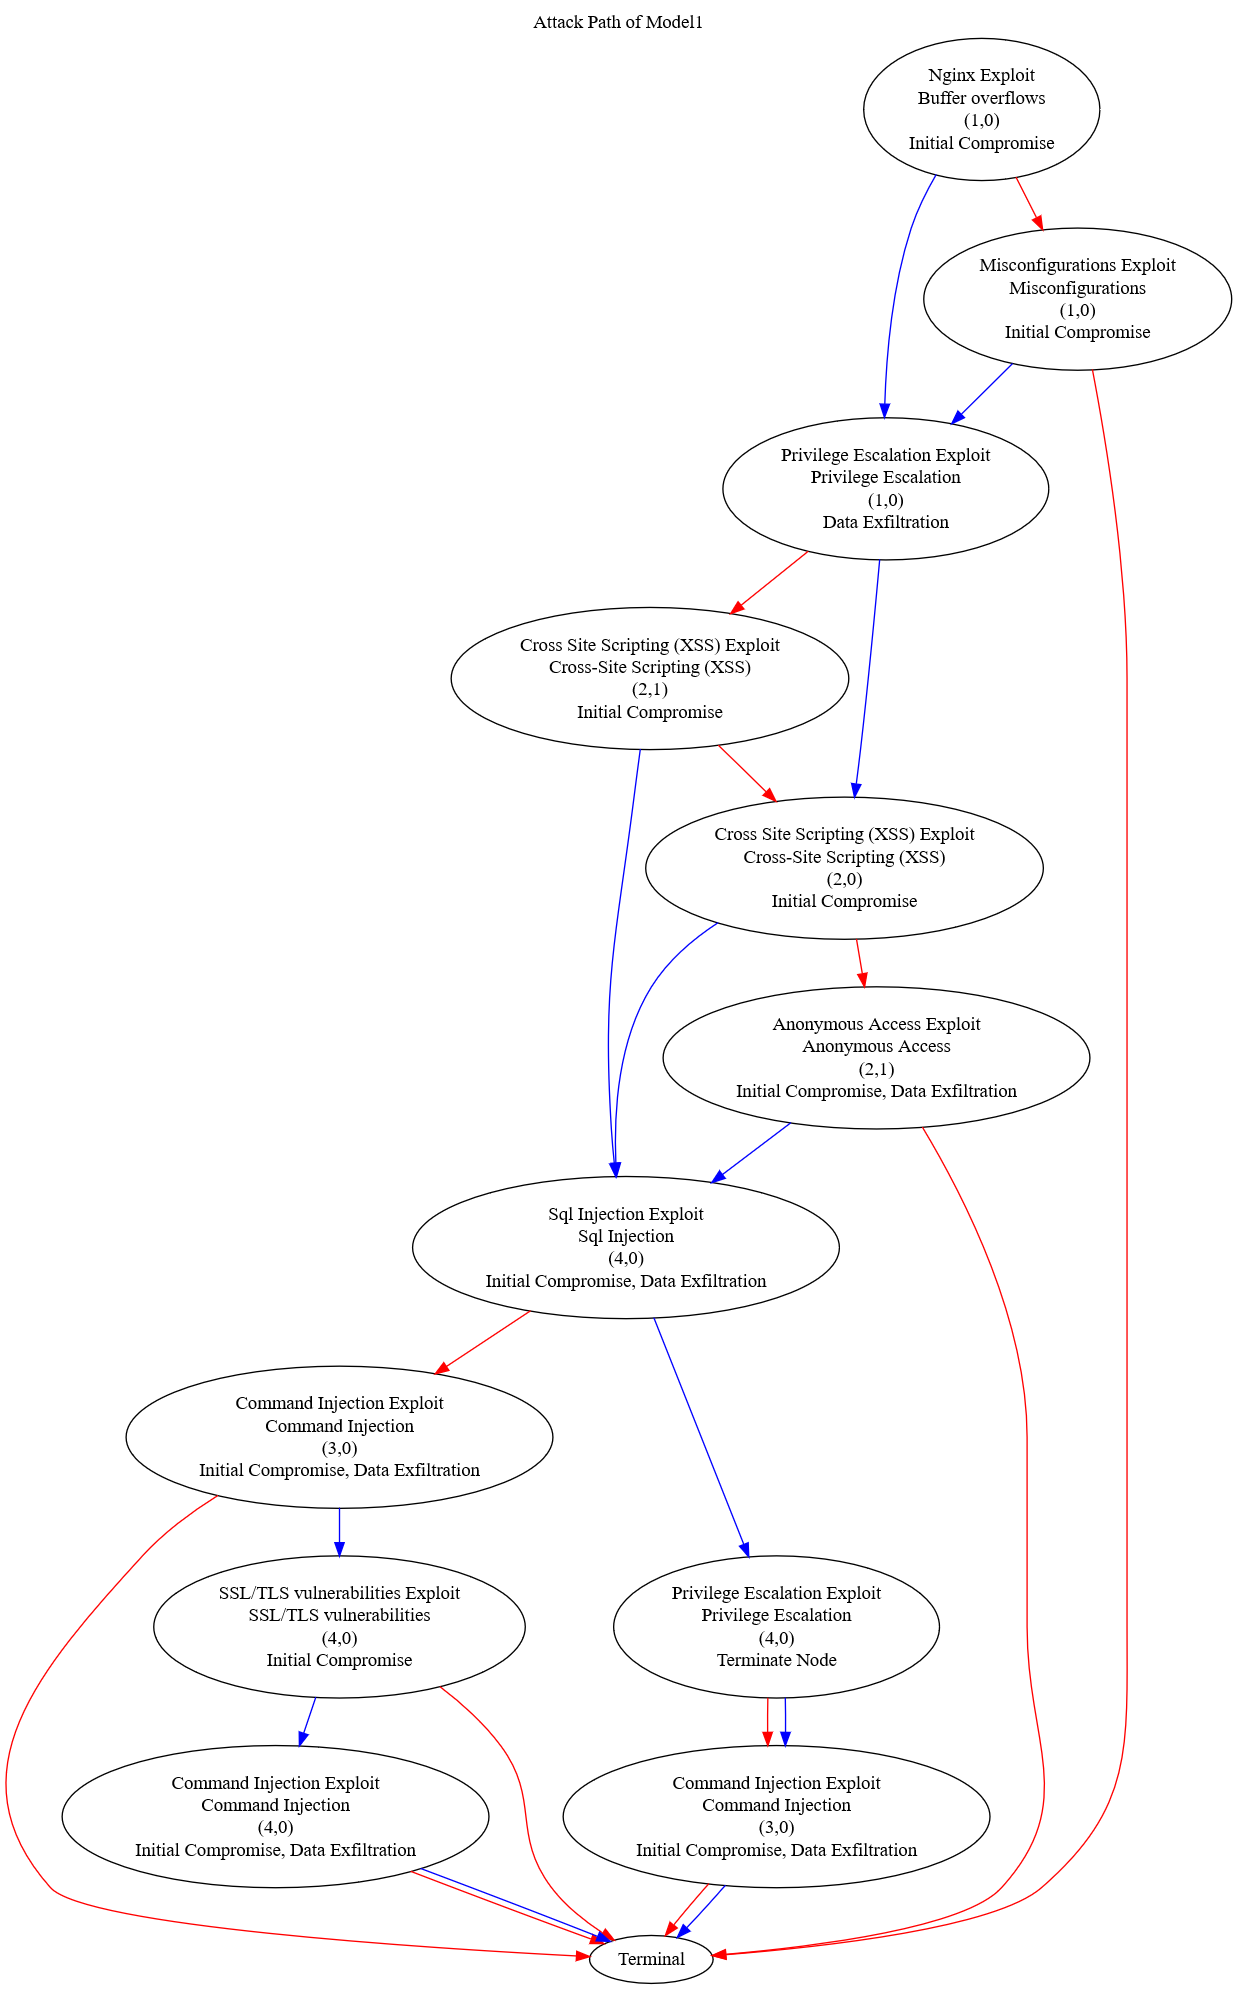 Attack Path of Model1
Nginx Exploit
Buffer overflows
(1,0)
Initial Compromise
Misconfigurations Exploit
Misconfigurations
(1,0)
Initial Compromise
Privilege Escalation Exploit
Privilege Escalation
(1,0)
Data Exfiltration
Cross Site Scripting (XSS) Exploit
Cross-Site Scripting (XSS)
(2,1)
Initial Compromise
Cross Site Scripting (XSS) Exploit
Cross-Site Scripting (XSS)
(2,0)
Initial Compromise
Anonymous Access Exploit
Anonymous Access
(2,1)
Initial Compromise, Data Exfiltration
Sql Injection Exploit
Sql Injection
(4,0)
Initial Compromise, Data Exfiltration
Command Injection Exploit
Command Injection
(3,0)
Initial Compromise, Data Exfiltration
SSL/TLS vulnerabilities Exploit
SSL/TLS vulnerabilities
(4,0)
Initial Compromise
Privilege Escalation Exploit
Privilege Escalation
(4,0)
Terminate Node
Command Injection Exploit
Command Injection
(4,0)
Initial Compromise, Data Exfiltration
Command Injection Exploit
Command Injection
(3,0)
Initial Compromise, Data Exfiltration
Terminal